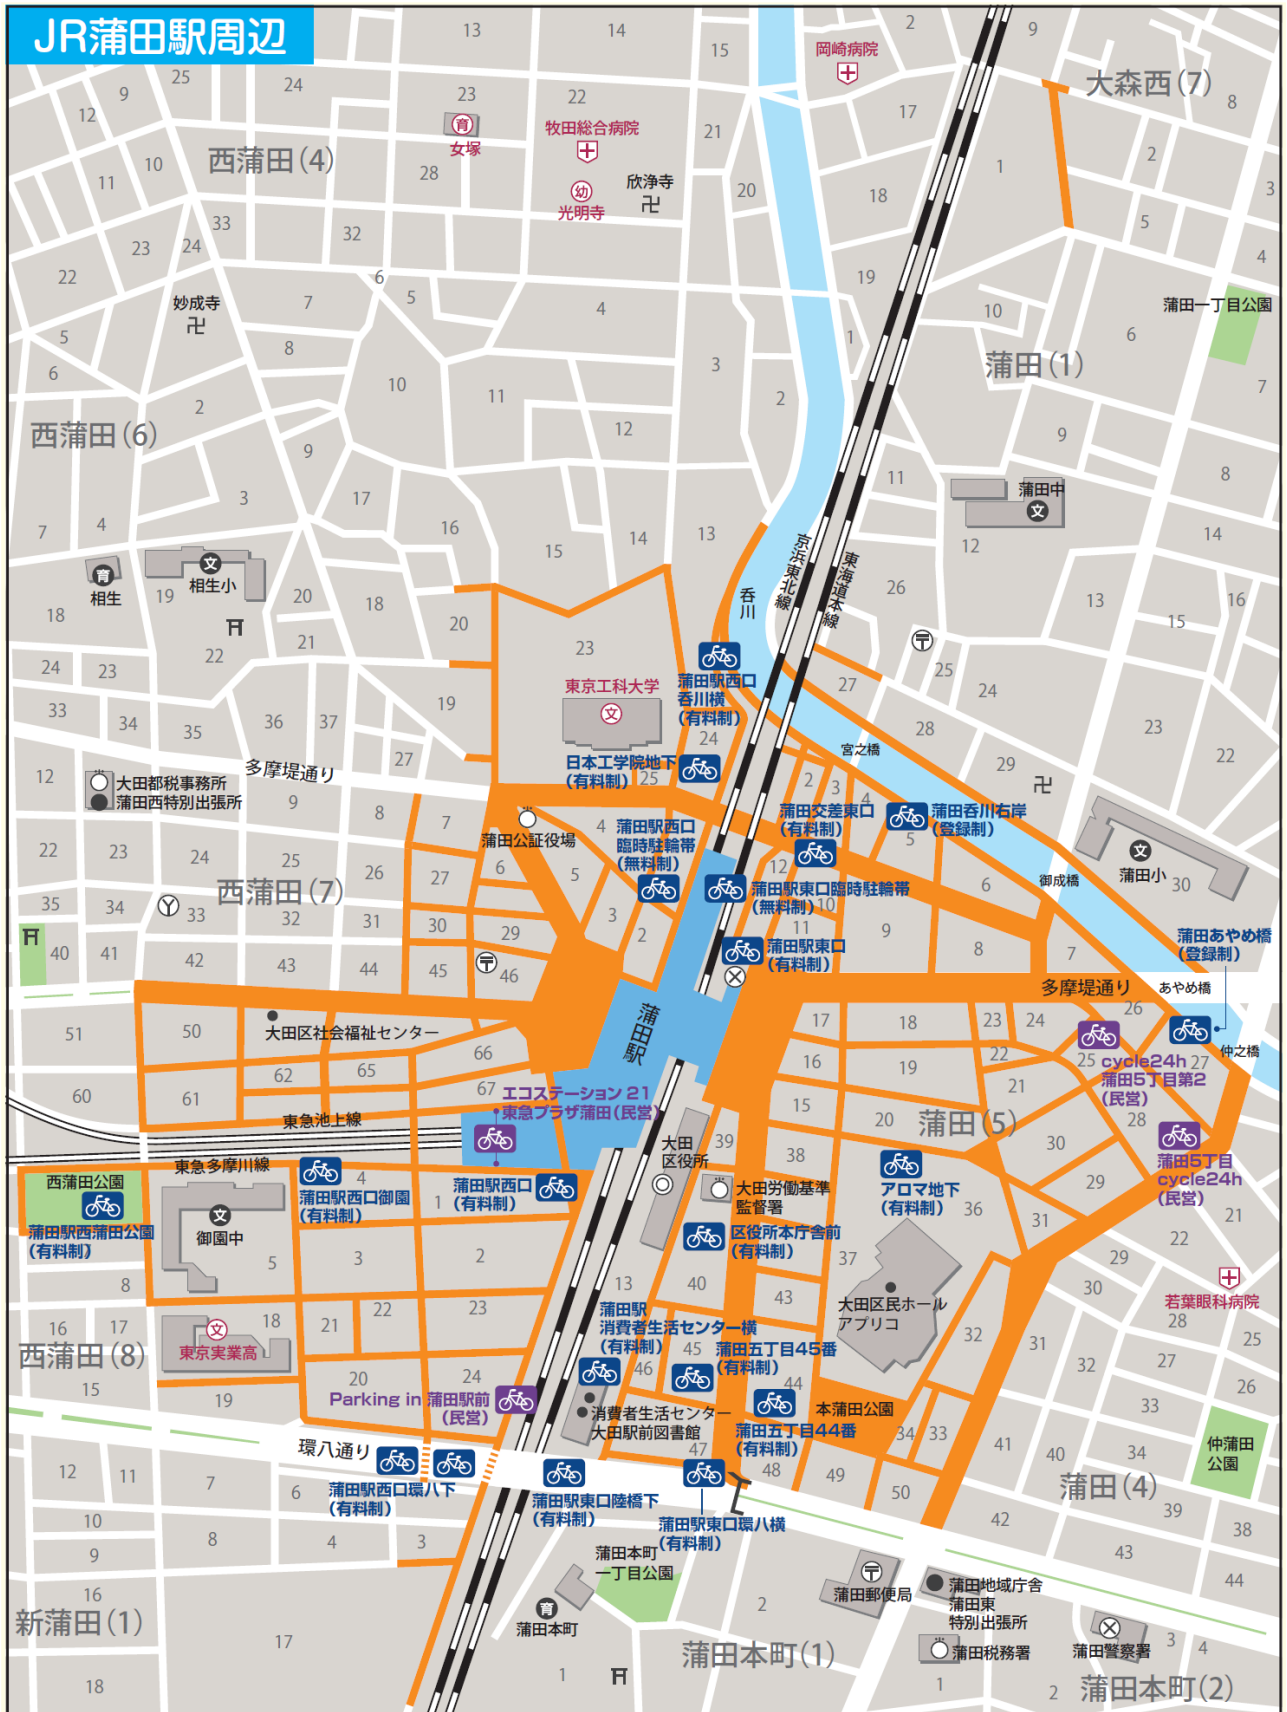 JR蒲田駅周辺
岡崎病院
大森西(7)
牧田総合病院
女塚
育
幼
光明寺
欣浄寺
西蒲田(4)
妙成寺
蒲田一丁目公園
蒲田(1)
西蒲田(6)
蒲田中
文
京浜東北線
東海道本線
呑川
相生
育
相生小
文
東京工科大学
文
蒲田駅西口
呑川横
(有料制)
日本工学院地下
(有料制)
宮之橋
多摩堤通り
大田都税事務所
蒲田西特別出張所
蒲田公証役場
蒲田駅西口
臨時駐輪帯
(無料制)
蒲田交差東口
(有料制)
蒲田呑川右岸
(登録制)
蒲田小
文
御成橋
蒲田駅東口臨時駐輪帯
(無料制)
西蒲田(7)
蒲田駅東口
(有料制)
蒲田あやめ橋
(登録制)
多摩堤通り
あやめ橋
仲之橋
蒲田駅
大田区社会福祉センター
cycle24h
蒲田5丁目第2
(民営)
エコステーション 21
東急プラザ蒲田(民営)
東急池上線
東急多摩川線
蒲田(5)
大田
区役所
蒲田5丁目
cycle24h
(民営)
西蒲田公園
蒲田駅西蒲田公園
(有料制)
蒲田駅西口御園
(有料制)
蒲田駅西口
(有料制)
御園中
文
大田労働基準
監督署
アロマ地下
(有料制)
区役所本庁舎前
(有料制)
大田区民ホール
アプリコ
若葉眼科病院
蒲田駅
消費者生活センター横
(有料制)
蒲田五丁目45番
(有料制)
西蒲田(8)
東京実業高
文
Parking in 蒲田駅前
(民営)
消費者生活センター
大田駅前図書館
蒲田五丁目44番
(有料制)
本蒲田公園
仲蒲田
公園
環八通り
蒲田駅西口環八下
(有料制)
蒲田駅東口陸橋下
(有料制)
蒲田駅東口環八横
(有料制)
蒲田(4)
蒲田本町
一丁目公園
蒲田郵便局
蒲田地域庁舎
蒲田東
特別出張所
蒲田税務署
蒲田警察署
新蒲田(1)
育
蒲田本町
蒲田本町(1)
蒲田本町(2)